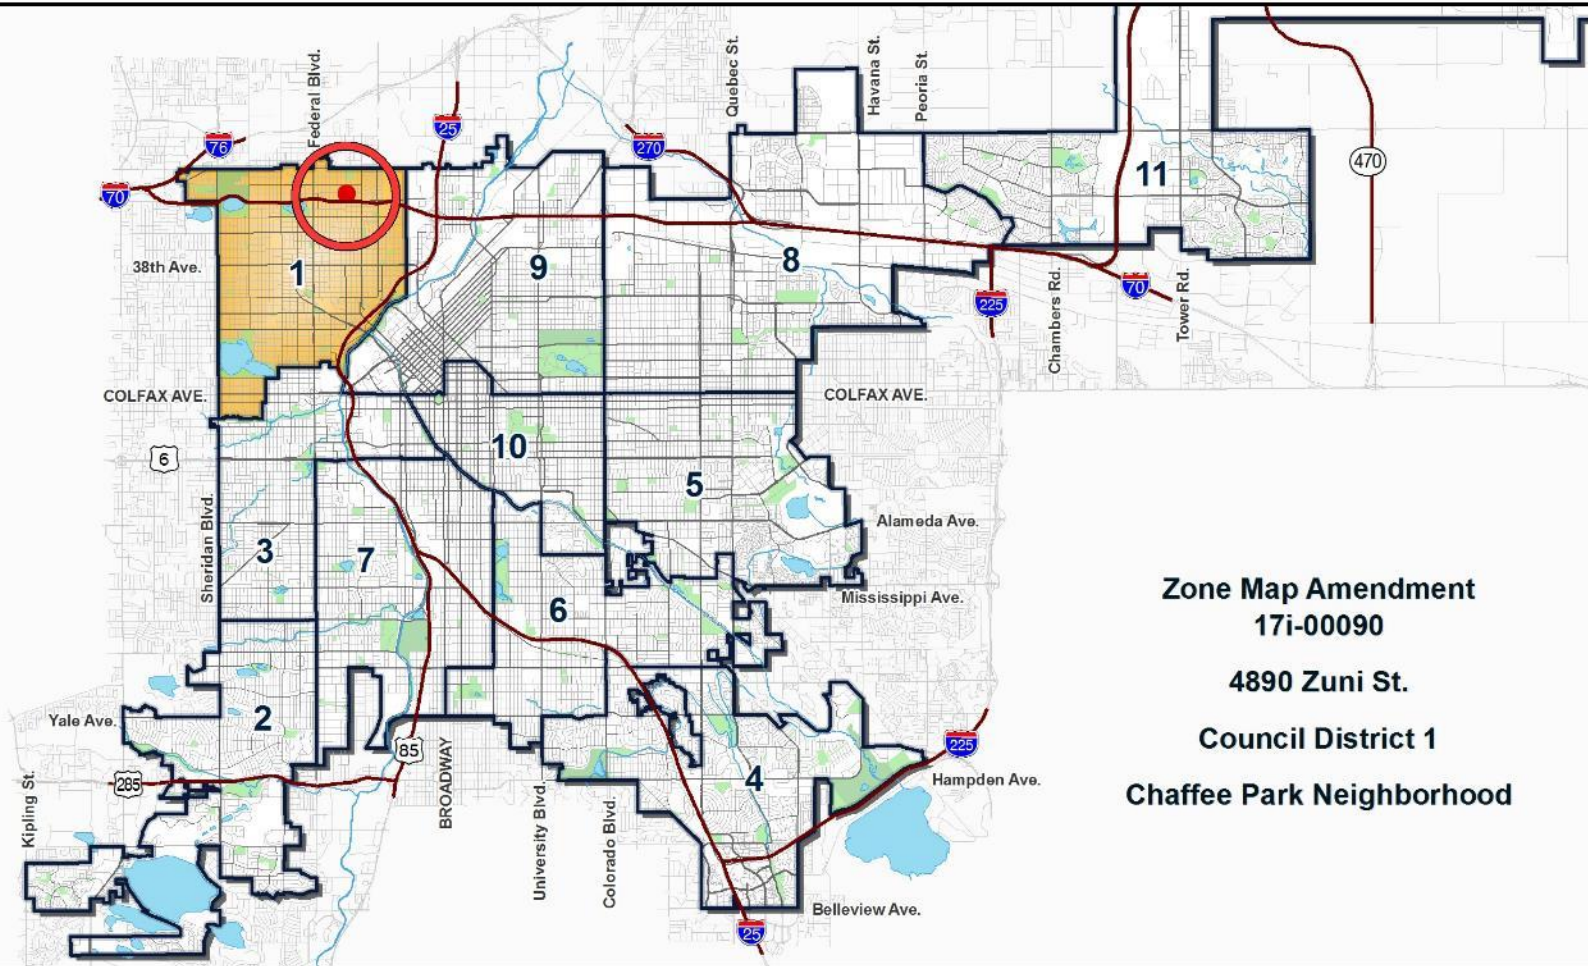 Federal Blvd.
Quebec St.
Havana St.
Peoria St.
76
25
270
70
470
11
38th Ave.
1
9
8
225
70
Chambers Rd.
Tower Rd.
COLFAX AVE.
COLFAX AVE.
6
10
5
Sheridan Blvd.
Alameda Ave.
3
7
6
Mississippi Ave.
Zone Map Amendment
17i-00090
4890 Zuni St.
Council District 1
Chaffee Park Neighborhood
Yale Ave.
2
85
BROADWAY
225
Hampden Ave.
285
4
Kipling St.
University Blvd.
Colorado Blvd.
Belleview Ave.
25